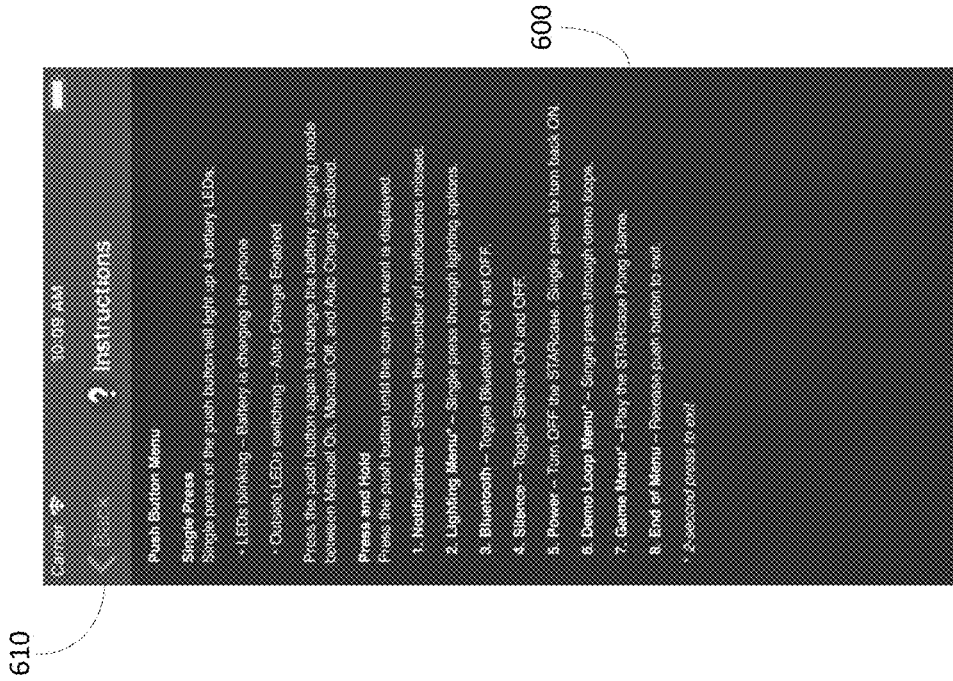 Carrier 10:09 AM
? Instructions
Push Button Menu
Single Press
Single press of the push button will light up 4 battery LEDs.
• LEDs blinking – Battery is charging the phone
• Outside LEDs switching – Auto Charge Enabled
Press the push button again to change the battery charging mode
between Manual On, Manual Off, and Auto Charge Enabled.
Press and Hold
Press the push button until the icon you want is displayed.
1. Notifications – Shows the number of notifications missed.
2. Lighting Menu* – Single press through lighting options.
3. Bluetooth – Toggle Bluetooth ON and OFF.
4. Silence – Toggle Silence ON and OFF.
5. Power – Turn OFF the STARcase. Single press to turn back ON
6. Demo Loop Menu* – Single press through demo loops.
7. Game Menu* – Play the STARcase Pong Game.
8. End of Menu – Release push button to exit.
* 2-second press to exit
610
600